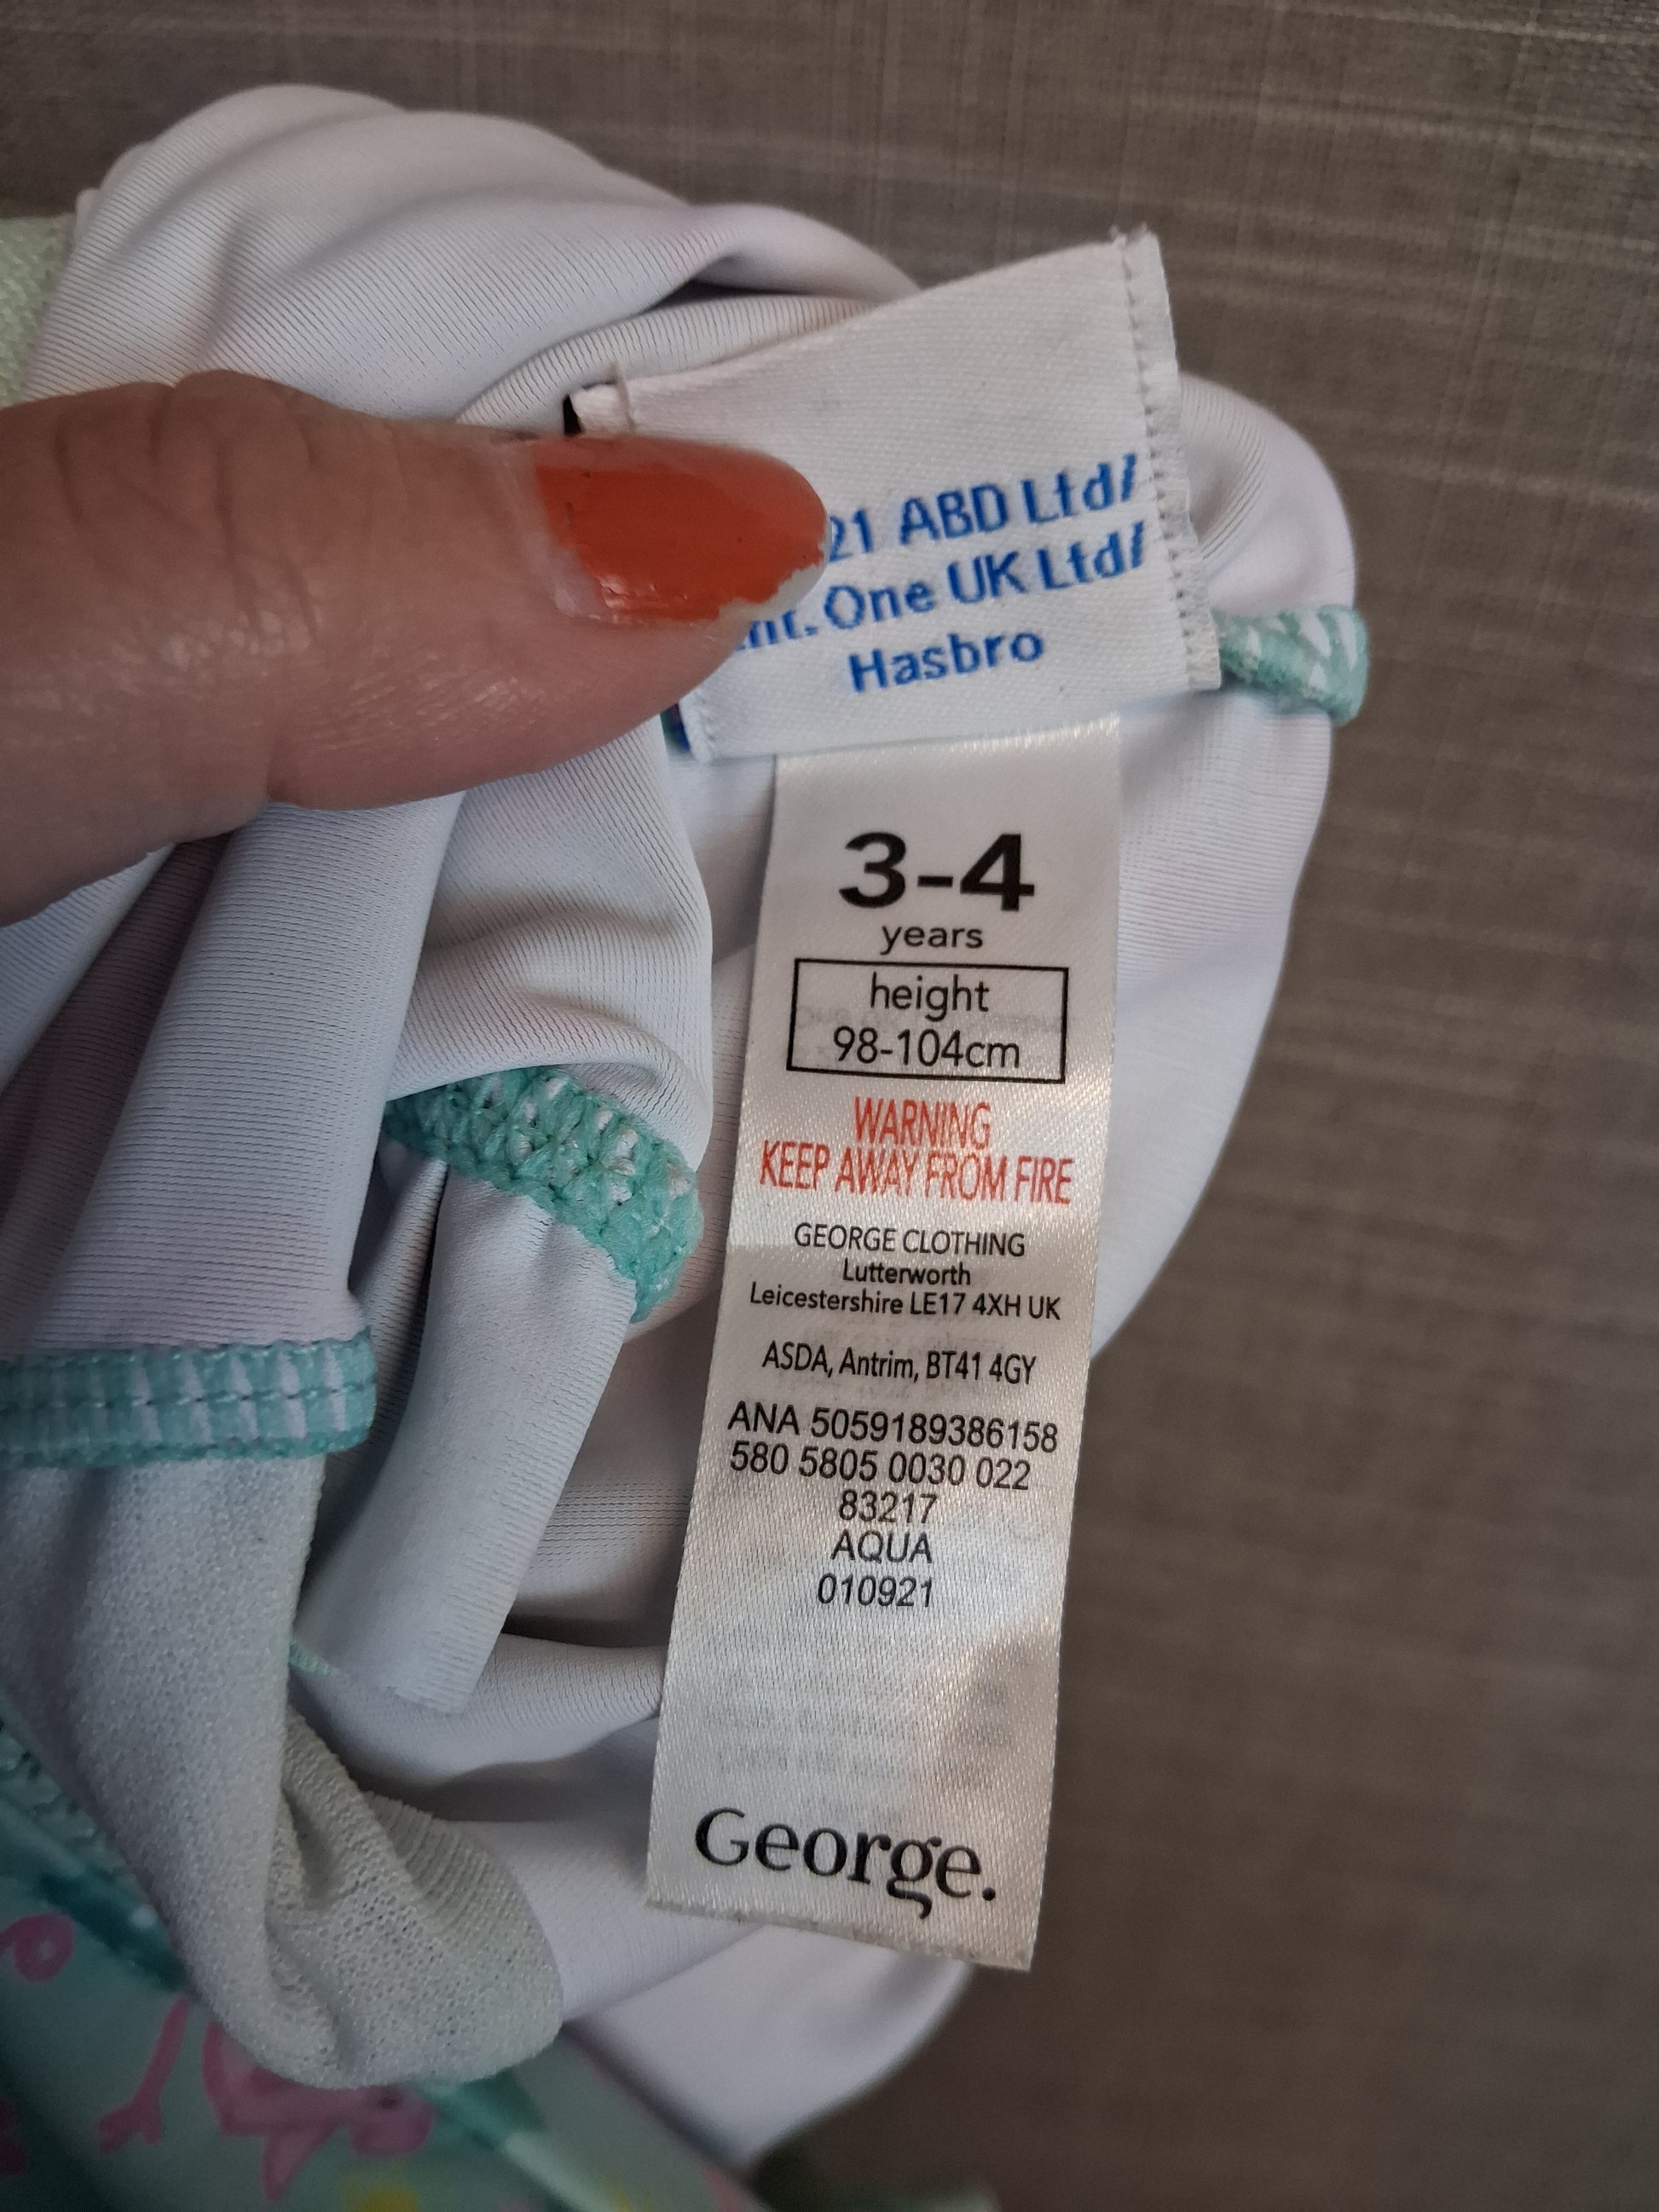 21 ABD Ltd/
One UK Ltd/
Hasbro
3-4
years
height
98-104cm
WARNING
KEEP AWAY FROM FIRE
GEORGE CLOTHING
Lutterworth
Leicestershire LE17 4XH UK
ASDA, Antrim, BT41 4GY
ANA 5059189386158
580 5805 0030 022
83217
AQUA
010921
George.